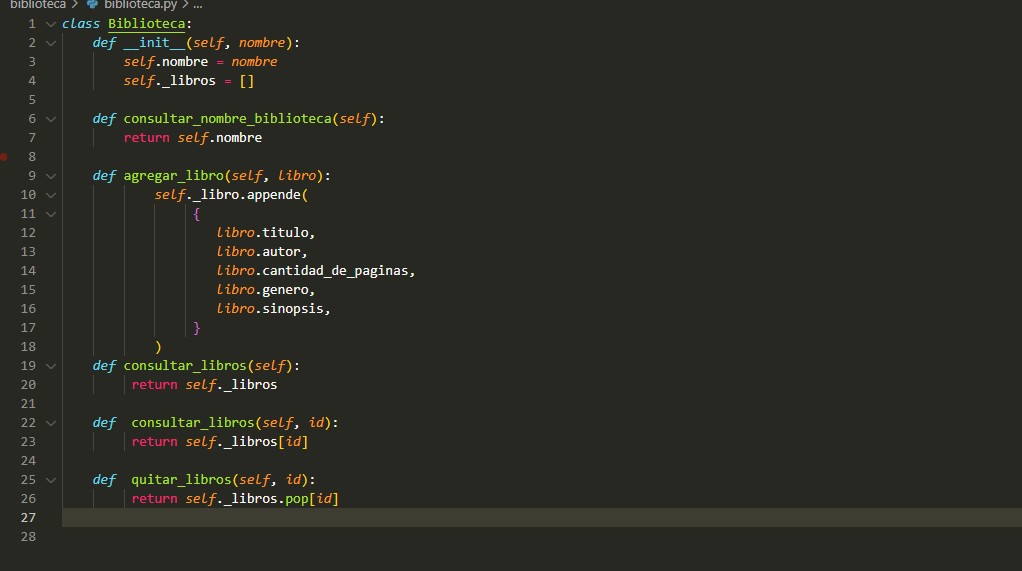 biblioteca > biblioteca.py > ...
1 class Biblioteca:
2 def __init__(self, nombre):
3 self.nombre = nombre
4 self._libros = []
5
6 def consultar_nombre_biblioteca(self):
7 return self.nombre
8
9 def agregar_libro(self, libro):
10 self._libro.appende(
11 {
12 libro.titulo,
13 libro.autor,
14 libro.cantidad_de_paginas,
15 libro.genero,
16 libro.sinopsis,
17 }
18 )
19 def consultar_libros(self):
20 return self._libros
21
22 def  consultar_libros(self, id):
23 return self._libros[id]
24
25 def  quitar_libros(self, id):
26 return self._libros.pop[id]
27
28